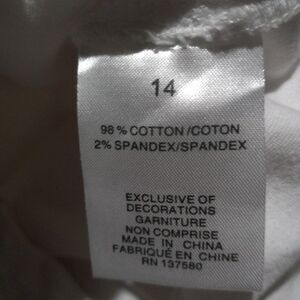 14
98 % COTTON/COTON
2% SPANDEX/SPANDEX
EXCLUSIVE OF
DECORATIONS
GARNITURE
NON COMPRISE
MADE IN CHINA
FABRIQUÉ EN CHINE
RN 137580